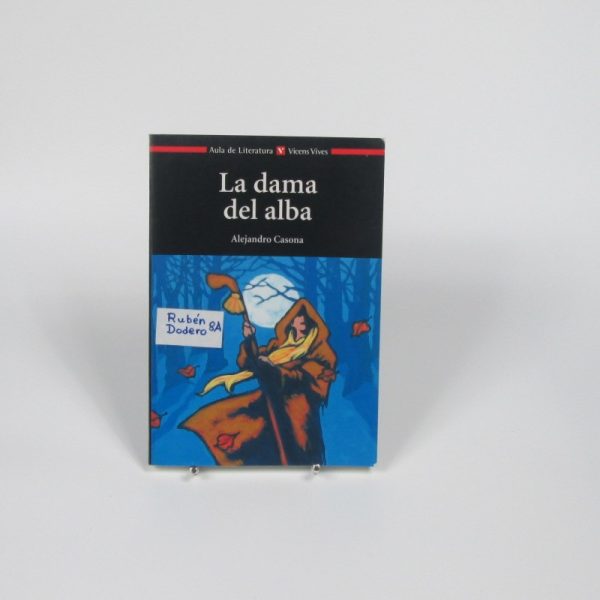 Aula de Literatura V Vicens Vives
La dama
del alba
Alejandro Casona
Rubén
Dodero 8A